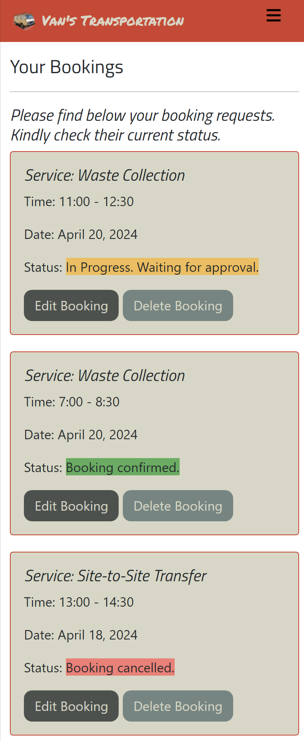 Van's Transportation
Your Bookings
Please find below your booking requests.
Kindly check their current status.
Service: Waste Collection
Time: 11:00 - 12:30
Date: April 20, 2024
Status: In Progress. Waiting for approval.
Edit Booking Delete Booking
Service: Waste Collection
Time: 7:00 - 8:30
Date: April 20, 2024
Status: Booking confirmed.
Edit Booking Delete Booking
Service: Site-to-Site Transfer
Time: 13:00 - 14:30
Date: April 18, 2024
Status: Booking cancelled.
Edit Booking Delete Booking